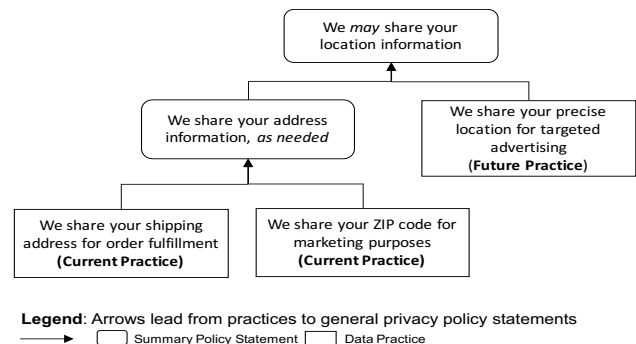 We may share your
location information
We share your address
information, as needed
We share your precise
location for targeted
advertising
(Future Practice)
We share your shipping
address for order fulfillment
(Current Practice)
We share your ZIP code for
marketing purposes
(Current Practice)
Legend: Arrows lead from practices to general privacy policy statements
Summary Policy Statement Data Practice